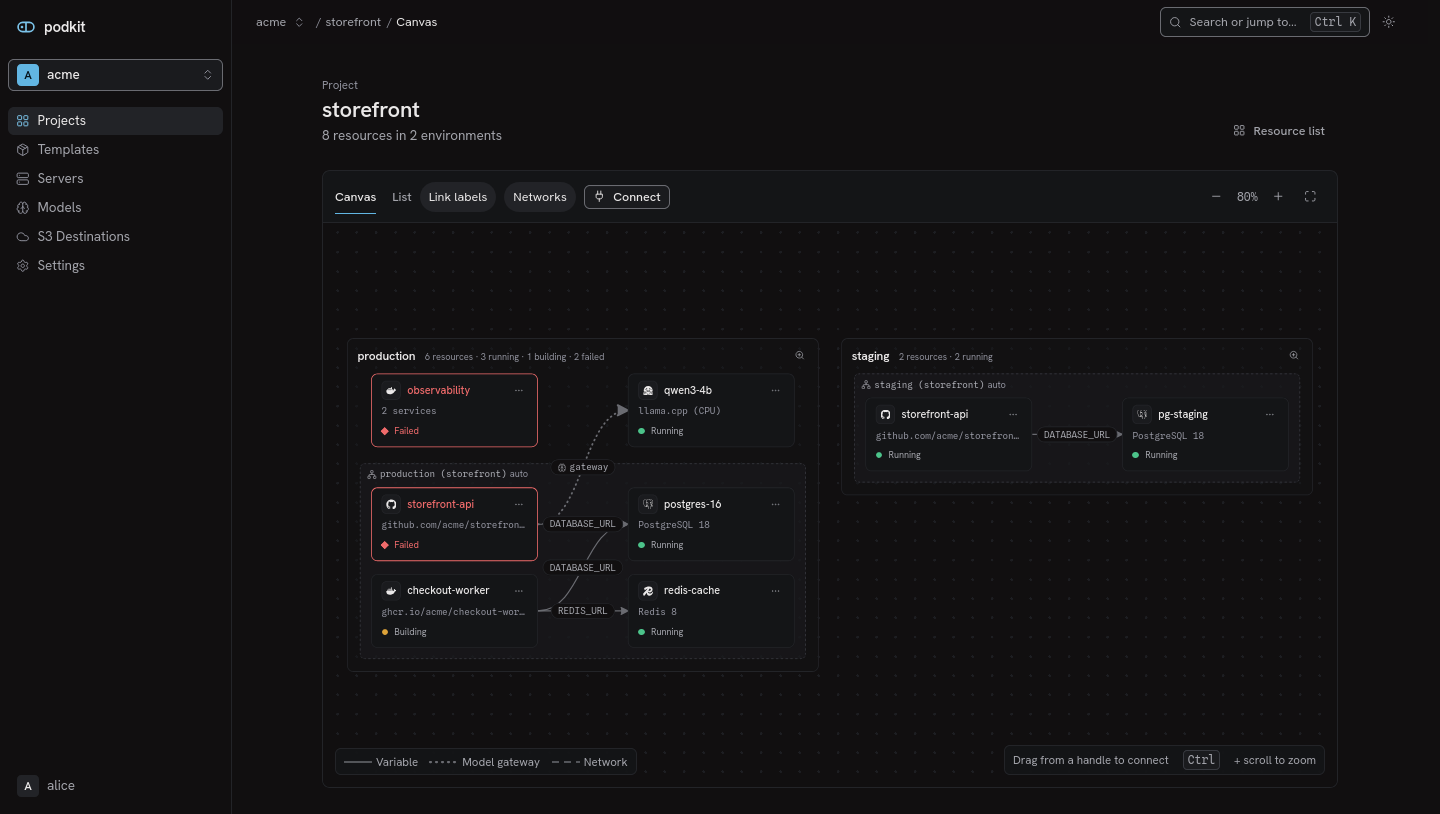 podkit
A acme
Projects
Templates
Servers
Models
S3 Destinations
Settings
A alice
acme / storefront / Canvas
Search or jump to... Ctrl K
Project
storefront
8 resources in 2 environments
Resource list
Canvas List Link labels Networks Connect
80%
production 6 resources · 3 running · 1 building · 2 failed
observability
2 services
Failed
qwen3-4b
llama.cpp (CPU)
Running
gateway
production (storefront) auto
storefront-api
github.com/acme/storefron…
Failed
DATABASE_URL
postgres-16
PostgreSQL 18
Running
DATABASE_URL
checkout-worker
ghcr.io/acme/checkout-wor…
Building
REDIS_URL
redis-cache
Redis 8
Running
staging 2 resources · 2 running
staging (storefront) auto
storefront-api
github.com/acme/storefron…
Running
DATABASE_URL
pg-staging
PostgreSQL 18
Running
Variable Model gateway Network
Drag from a handle to connect Ctrl + scroll to zoom